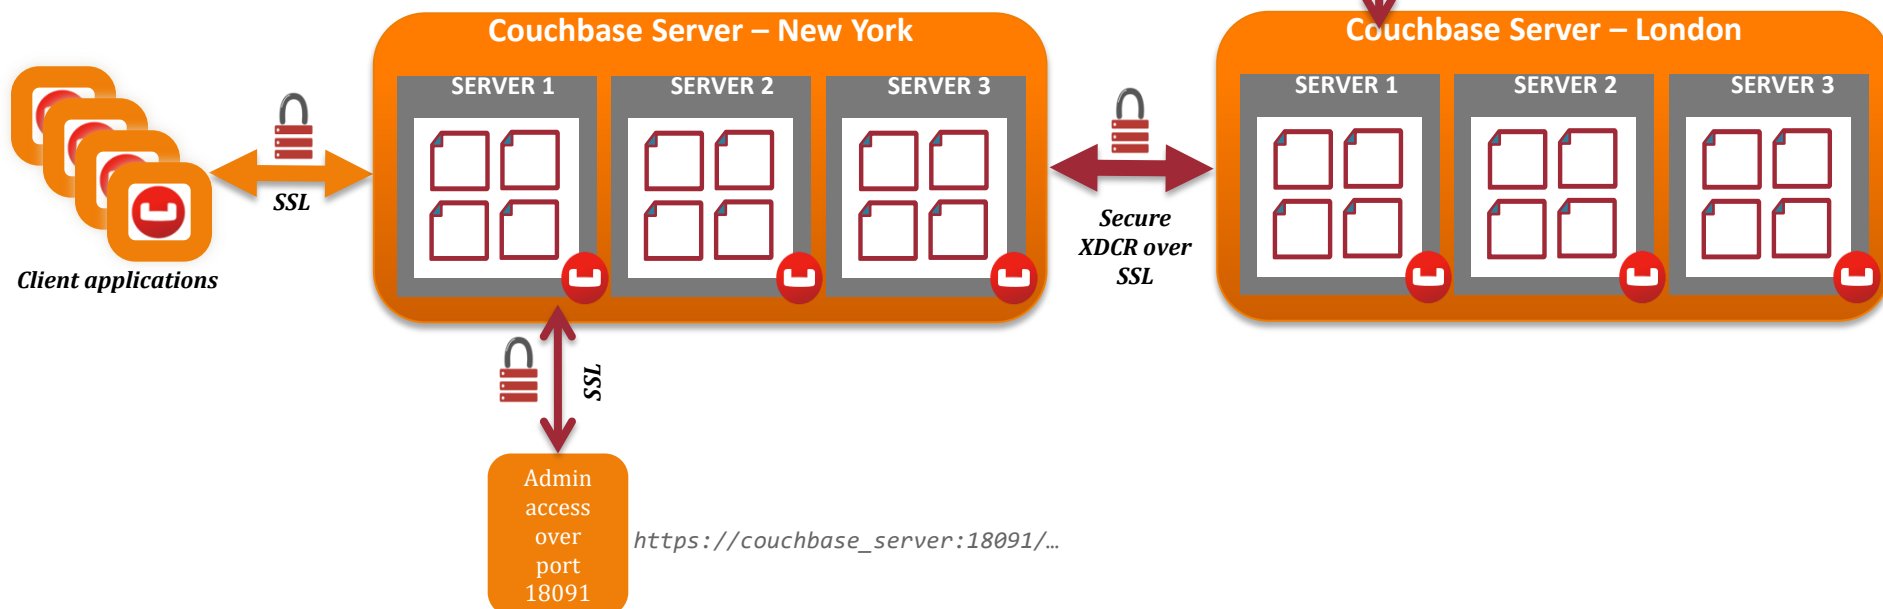 Couchbase Server – New York
SERVER 1
SERVER 2
SERVER 3
Couchbase Server – London
SERVER 1
SERVER 2
SERVER 3
SSL
Client applications
Secure
XDCR over
SSL
SSL
Admin
access
over
port
18091
https://couchbase_server:18091/…